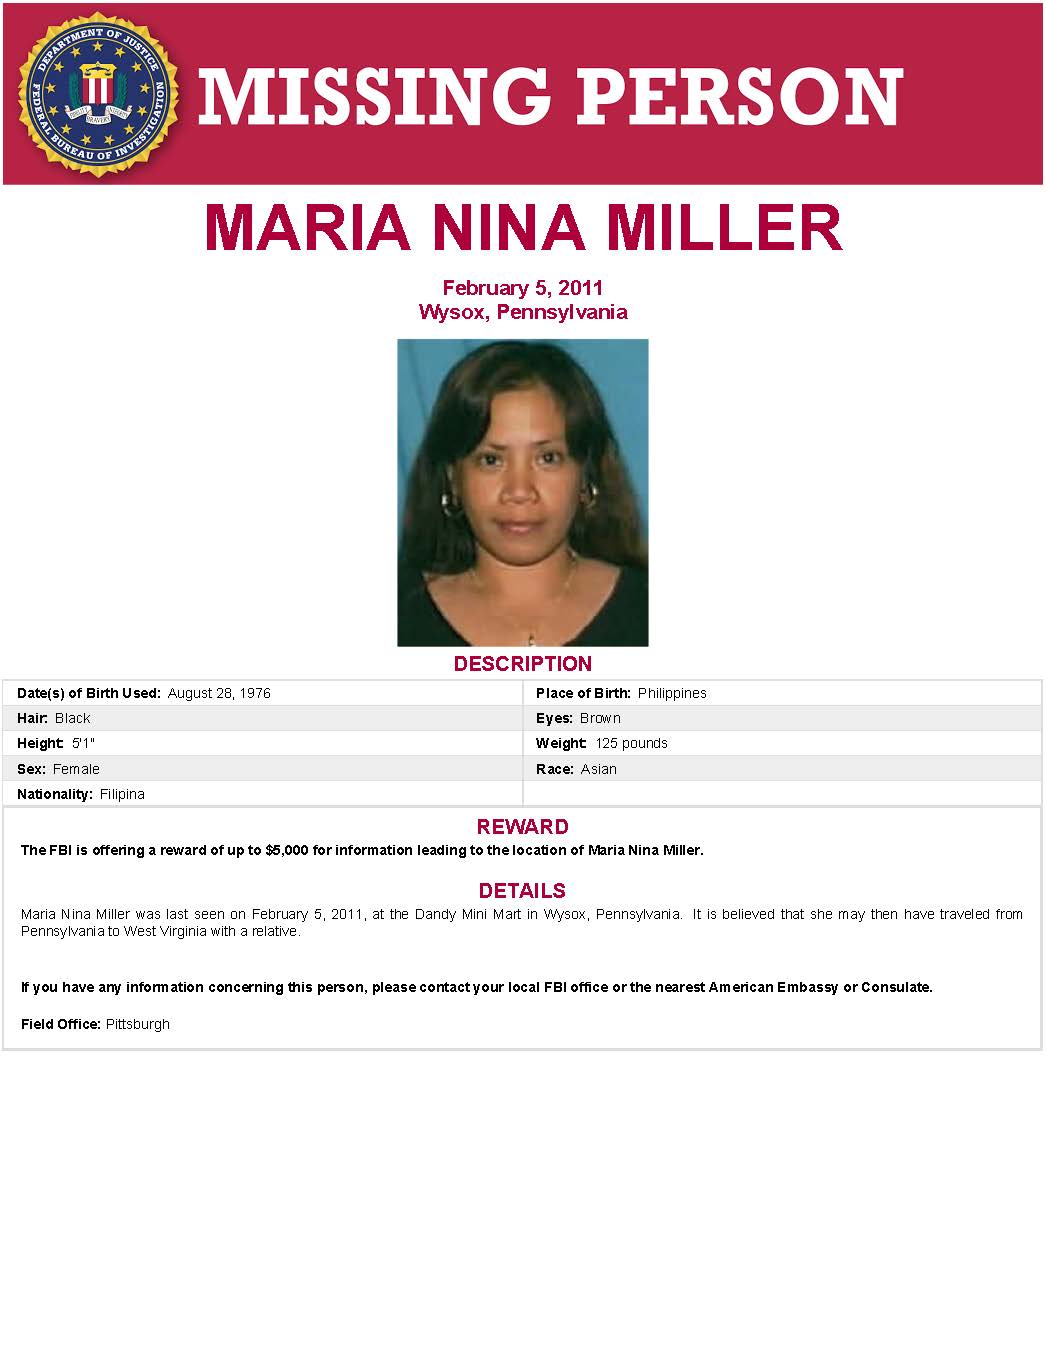 DEPARTMENT OF JUSTICE
FEDERAL BUREAU OF INVESTIGATION
FIDELITY BRAVERY INTEGRITY
MISSING PERSON
MARIA NINA MILLER
February 5, 2011
Wysox, Pennsylvania
DESCRIPTION
Date(s) of Birth Used: August 28, 1976 Place of Birth: Philippines
Hair: Black Eyes: Brown
Height: 5'1" Weight: 125 pounds
Sex: Female Race: Asian
Nationality: Filipina
REWARD
The FBI is offering a reward of up to $5,000 for information leading to the location of Maria Nina Miller.
DETAILS
Maria Nina Miller was last seen on February 5, 2011, at the Dandy Mini Mart in Wysox, Pennsylvania. It is believed that she may then have traveled from
Pennsylvania to West Virginia with a relative.
If you have any information concerning this person, please contact your local FBI office or the nearest American Embassy or Consulate.
Field Office: Pittsburgh